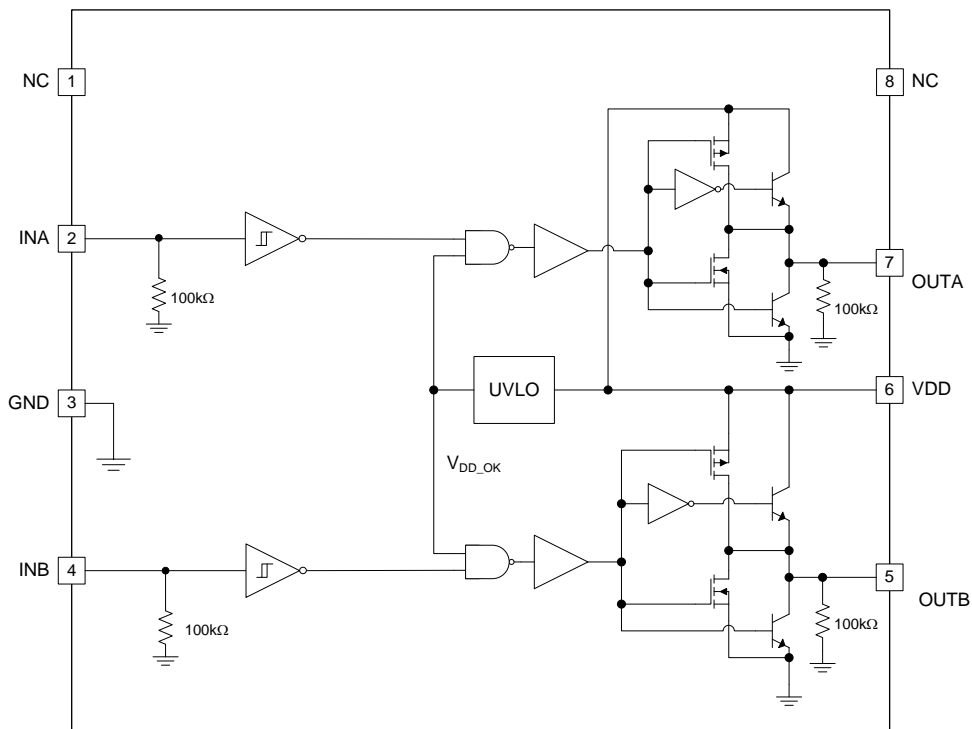 NC 1
8 NC
INA 2
100kΩ
7
OUTA
100kΩ
GND 3
UVLO
6 VDD
V_DD_OK
INB 4
100kΩ
5
OUTB
100kΩ